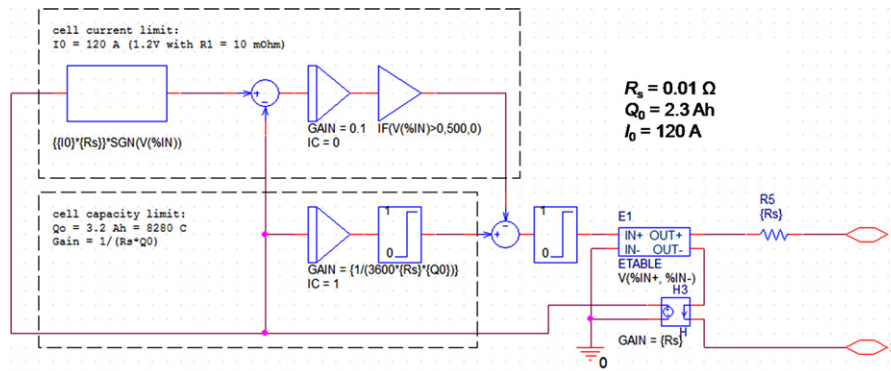 cell current limit:
I0 = 120 A (1.2V with R1 = 10 mOhm)
+
−
{{I0}*{Rs}}*SGN(V(%IN))
GAIN = 0.1
IC = 0
IF(V(%IN)>0,500,0)
Rs = 0.01 Ω
Q0 = 2.3 Ah
I0 = 120 A
cell capacity limit:
Qo = 3.2 Ah = 8280 C
Gain = 1/(Rs*Q0)
1
0
GAIN = {1/(3600*{Rs}*{Q0})}
IC = 1
+
−
1
0
E1
IN+ OUT+
IN- OUT-
ETABLE
V(%IN+, %IN-)
R5
{Rs}
H3
H
GAIN = {Rs}
0